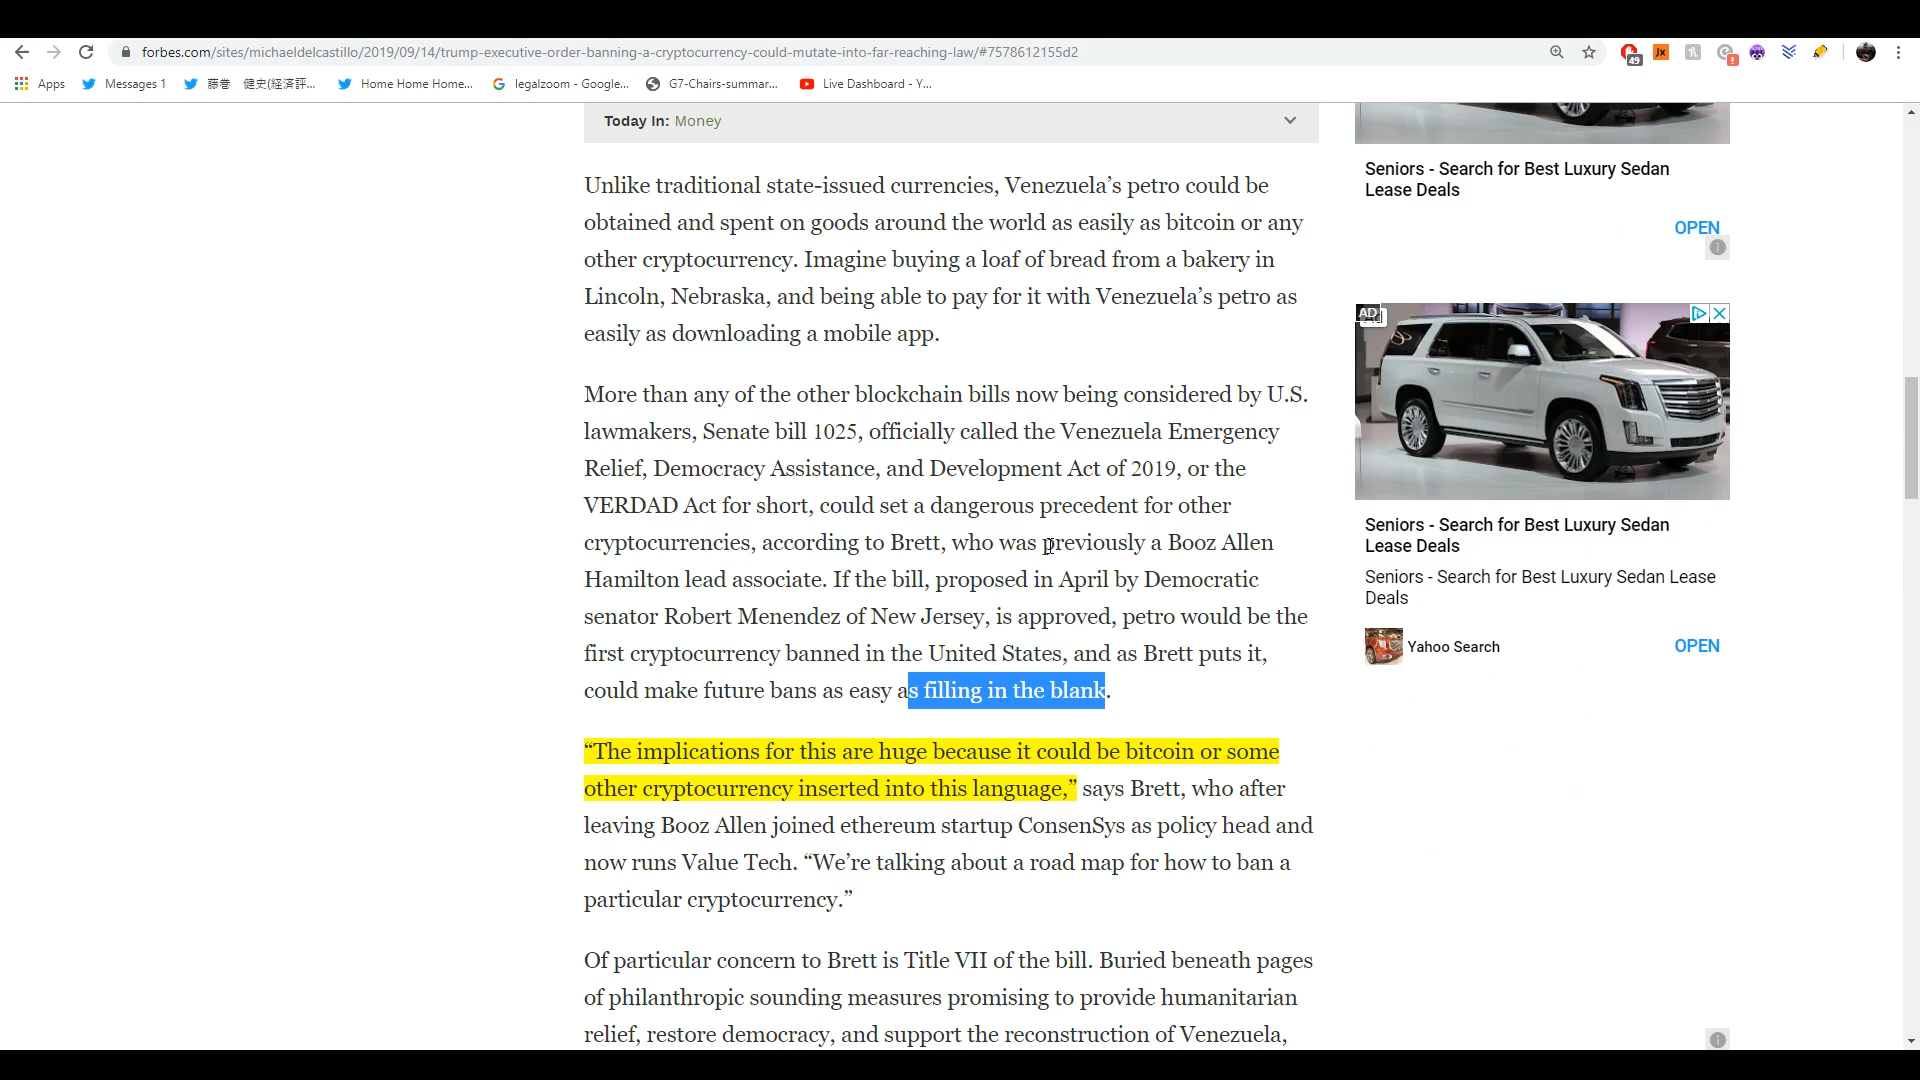 forbes.com/sites/michaeldelcastillo/2019/09/14/trump-executive-order-banning-a-cryptocurrency-could-mutate-into-far-reaching-law/#7578612155d2
49
Jx
Apps
Messages 1
藤巻 健史(経済評...
Home Home Home...
legalzoom - Google...
G7-Chairs-summar...
Live Dashboard - Y...
Today In: Money
Unlike traditional state-issued currencies, Venezuela’s petro could be
obtained and spent on goods around the world as easily as bitcoin or any
other cryptocurrency. Imagine buying a loaf of bread from a bakery in
Lincoln, Nebraska, and being able to pay for it with Venezuela’s petro as
easily as downloading a mobile app.
More than any of the other blockchain bills now being considered by U.S.
lawmakers, Senate bill 1025, officially called the Venezuela Emergency
Relief, Democracy Assistance, and Development Act of 2019, or the
VERDAD Act for short, could set a dangerous precedent for other
cryptocurrencies, according to Brett, who was previously a Booz Allen
Hamilton lead associate. If the bill, proposed in April by Democratic
senator Robert Menendez of New Jersey, is approved, petro would be the
first cryptocurrency banned in the United States, and as Brett puts it,
could make future bans as easy as filling in the blank.
“The implications for this are huge because it could be bitcoin or some
other cryptocurrency inserted into this language,” says Brett, who after
leaving Booz Allen joined ethereum startup ConsenSys as policy head and
now runs Value Tech. “We’re talking about a road map for how to ban a
particular cryptocurrency.”
Of particular concern to Brett is Title VII of the bill. Buried beneath pages
of philanthropic sounding measures promising to provide humanitarian
relief, restore democracy, and support the reconstruction of Venezuela,
Seniors - Search for Best Luxury Sedan
Lease Deals
OPEN
AD
Seniors - Search for Best Luxury Sedan
Lease Deals
Seniors - Search for Best Luxury Sedan Lease
Deals
Yahoo Search
OPEN